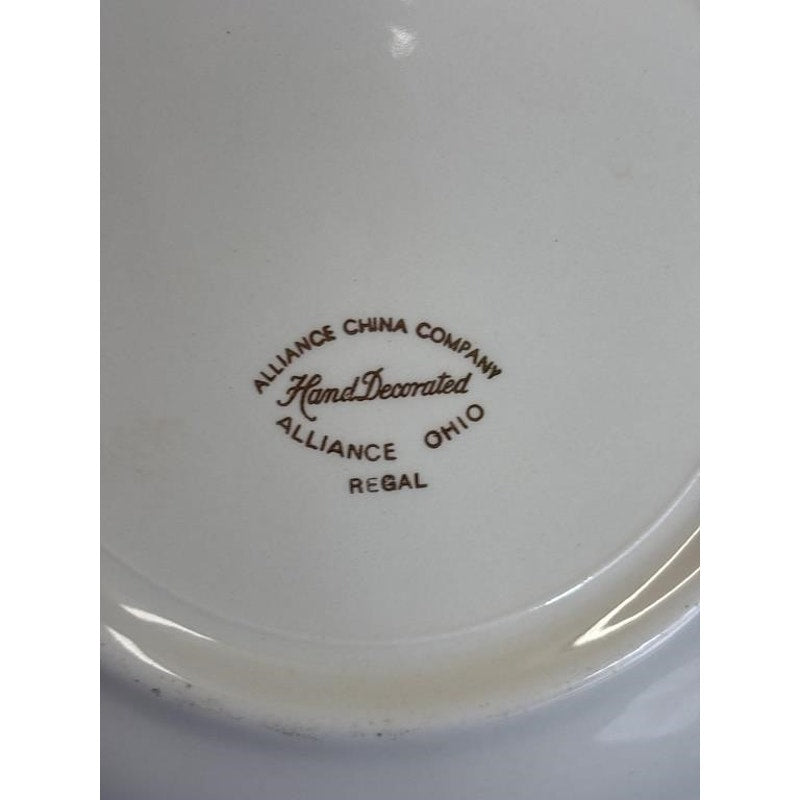 ALLIANCE CHINA COMPANY
Hand Decorated
ALLIANCE OHIO
REGAL